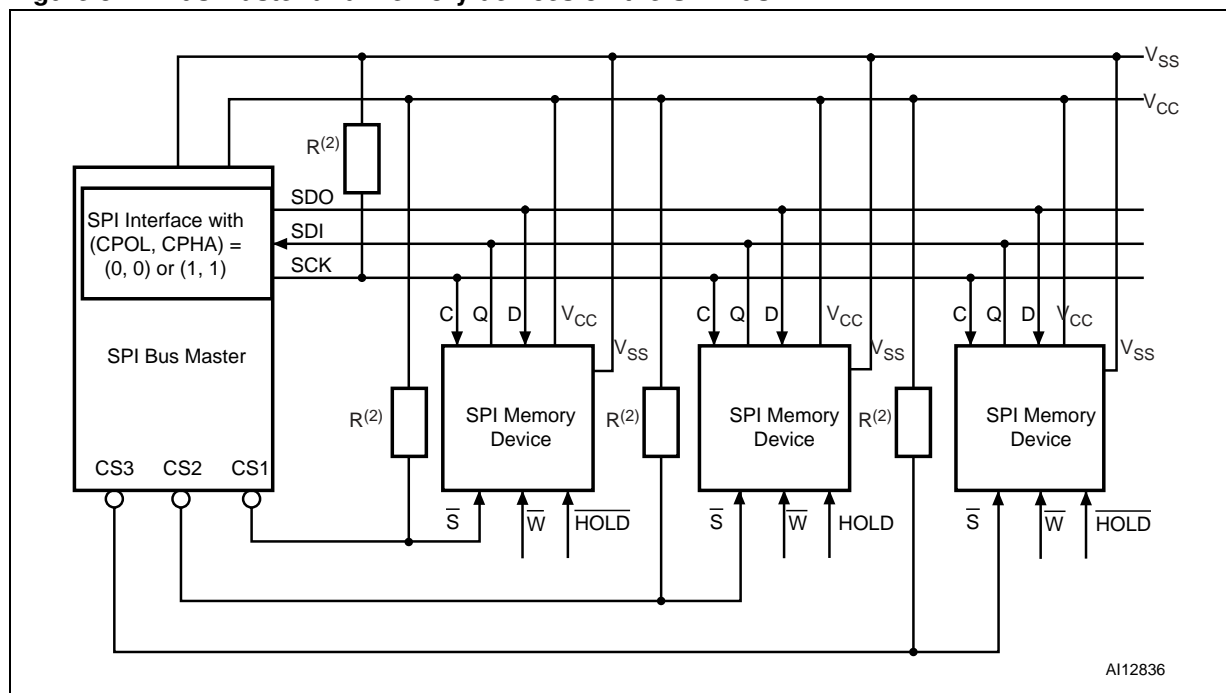 V_SS
V_CC
R(2)
SDO
SPI Interface with
(CPOL, CPHA) =
(0, 0) or (1, 1)
SDI
SCK
SPI Bus Master
C Q D V_CC V_SS
C Q D V_CC V_SS
C Q D V_CC V_SS
R(2)
SPI Memory
Device
R(2)
SPI Memory
Device
R(2)
SPI Memory
Device
CS3 CS2 CS1
S̅ W̅ H̅O̅L̅D̅
S̅ W̅ HOLD
S̅ W̅ H̅O̅L̅D̅
AI12836